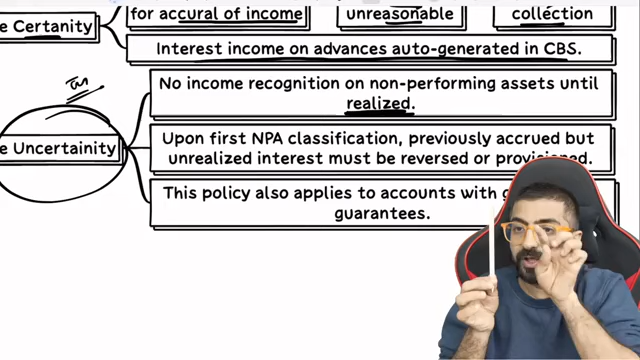 for accural of income
unreasonable
collection
e Certanity
Interest income on advances auto-generated in CBS.
No income recognition on non-performing assets until
realized.
e Uncertainity
Upon first NPA classification, previously accrued but
unrealized interest must be reversed or provisioned.
This policy also applies to accounts with
guarantees.